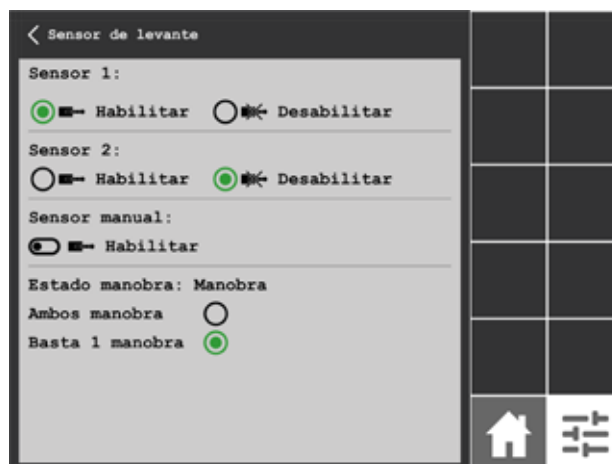 Sensor de levante
Sensor 1:
Habilitar Desabilitar
Sensor 2:
Habilitar Desabilitar
Sensor manual:
Habilitar
Estado manobra: Manobra
Ambos manobra
Basta 1 manobra